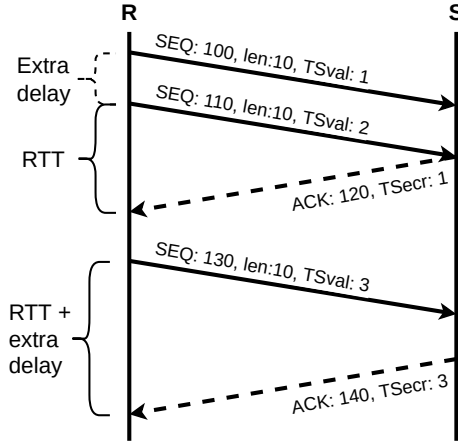 R
S
SEQ: 100, len:10, TSval: 1
Extra
delay
SEQ: 110, len:10, TSval: 2
RTT
ACK: 120, TSecr: 1
SEQ: 130, len:10, TSval: 3
RTT +
extra
delay
ACK: 140, TSecr: 3